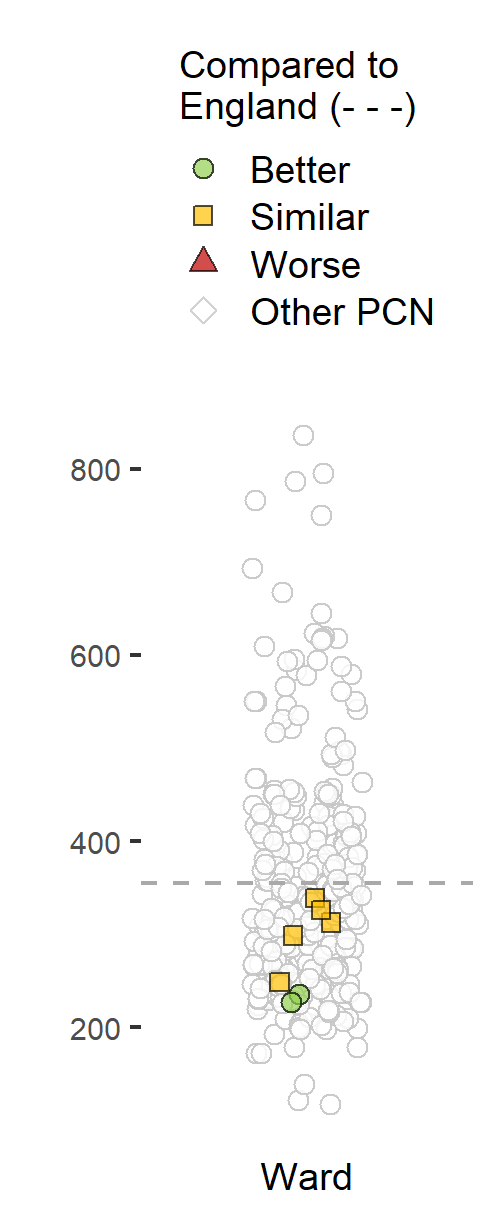 Compared to
England (- - -)
Better
Similar
Worse
Other PCN
800
600
400
200
Ward